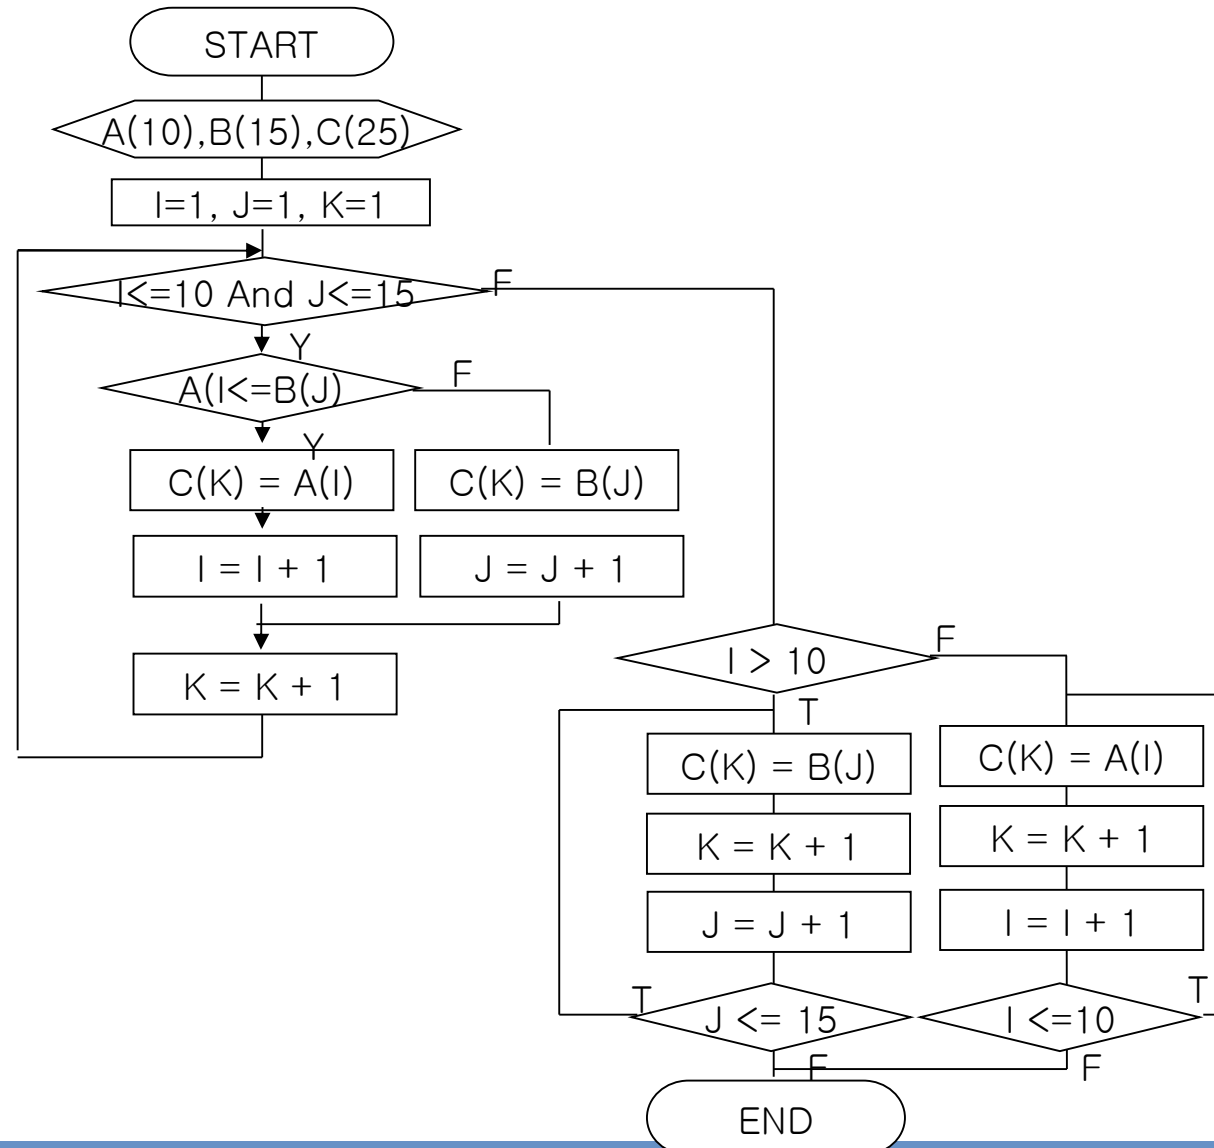 START
A(10),B(15),C(25)
I=1, J=1, K=1
I<=10 And J<=15
F
Y
A(I<=B(J)
F
Y
C(K) = A(I)
C(K) = B(J)
I = I + 1
J = J + 1
K = K + 1
I > 10
F
T
C(K) = B(J)
C(K) = A(I)
K = K + 1
K = K + 1
J = J + 1
I = I + 1
T
J <= 15
I <=10
T
F
F
END